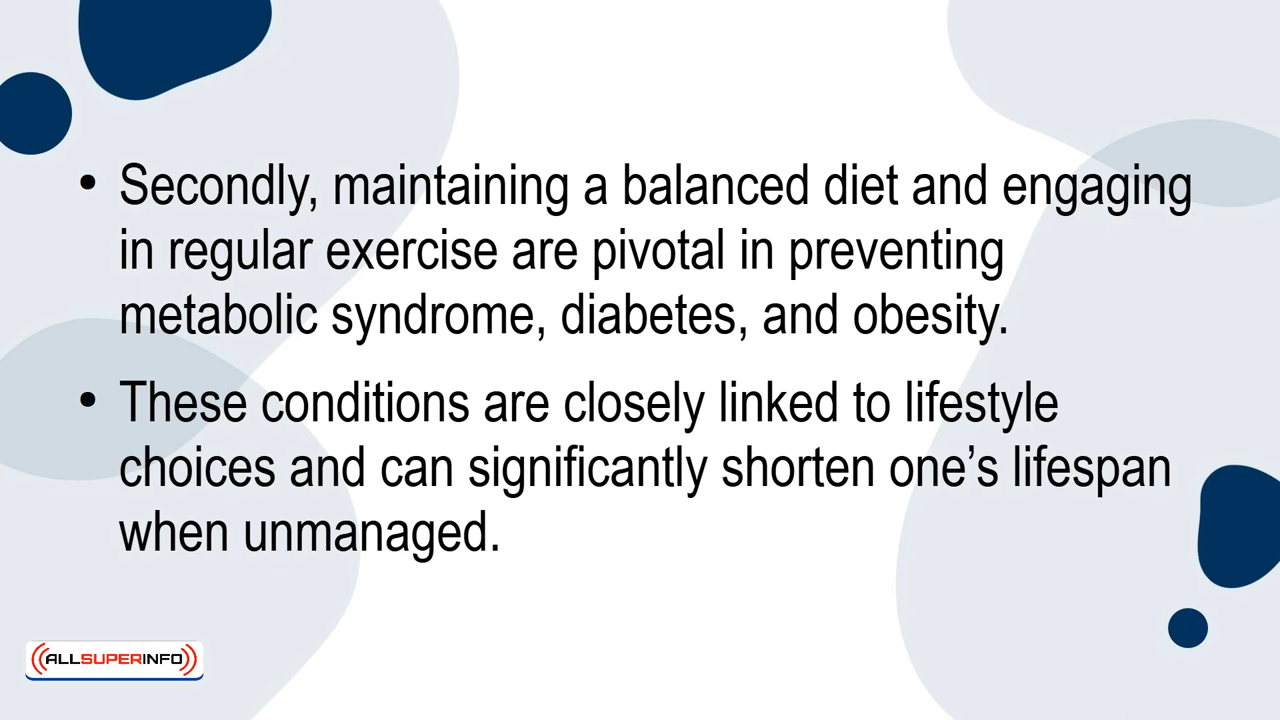 • Secondly, maintaining a balanced diet and engaging
in regular exercise are pivotal in preventing
metabolic syndrome, diabetes, and obesity.
• These conditions are closely linked to lifestyle
choices and can significantly shorten one’s lifespan
when unmanaged.
ALLSUPERINFO